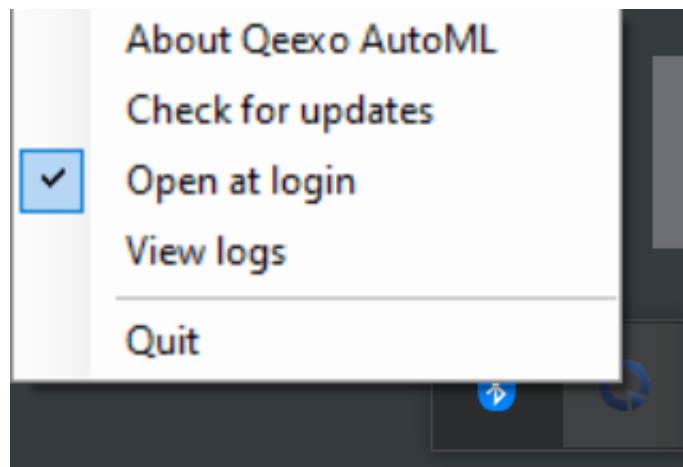 About Qeexo AutoML
Check for updates
Open at login
View logs
Quit